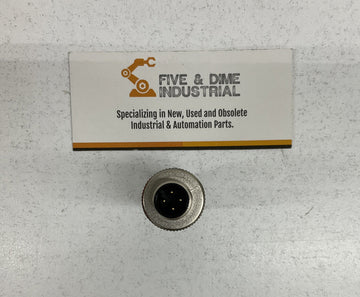 FIVE & DIME
INDUSTRIAL
Specializing in New, Used and Obsolete
Industrial & Automation Parts.